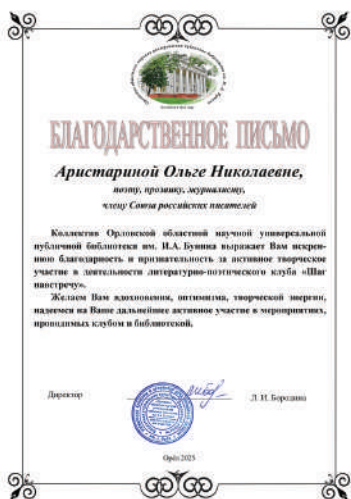 БЛАГОДАРСТВЕННОЕ ПИСЬМО
Аристариной Ольге Николаевне,
поэту, прозаику, журналисту,
члену Союза российских писателей
Коллектив Орловской областной научной универсальной
публичной библиотеки им. И.А. Бунина выражает Вам искрен-
нюю благодарность и признательность за активное творческое
участие в деятельности литературно-поэтического клуба «Шаг
навстречу».
Желаем Вам вдохновения, оптимизма, творческой энергии,
надеемся на Ваше дальнейшее активное участие в мероприятиях,
проводимых клубом и библиотекой.
Директор
Л. И. Бородина
Орёл 2023